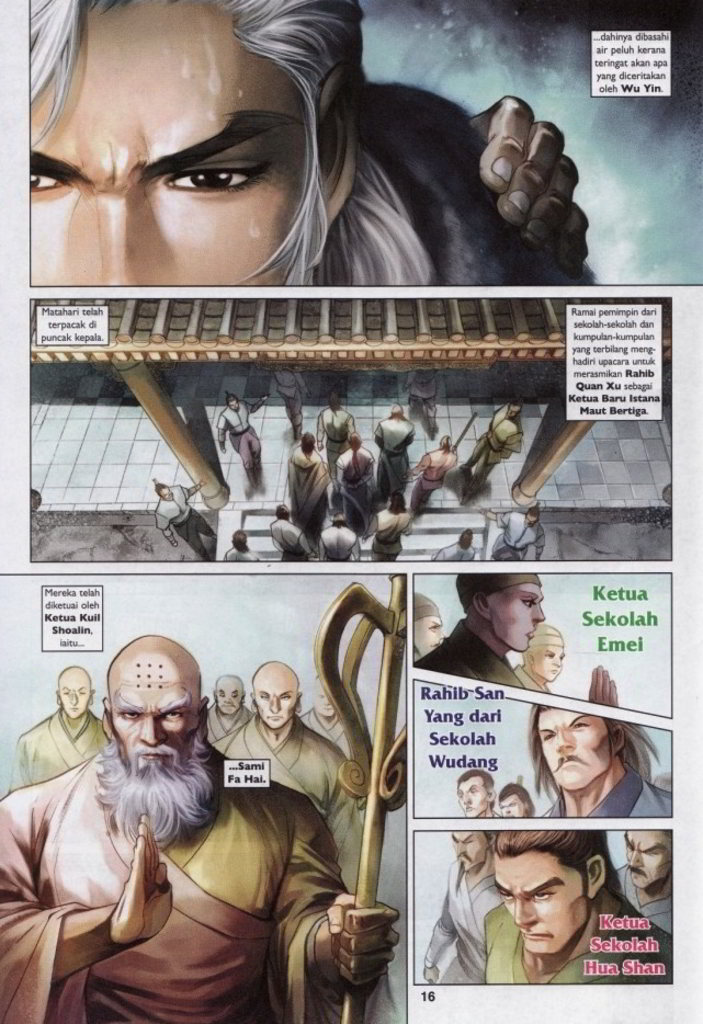 ...dahinya dibasahi
air peluh kerana
teringat akan apa
yang diceritakan
oleh Wu Yin.
Matahari telah
terpacak di
puncak kepala.
Ramai pemimpin dari
sekolah-sekolah dan
kumpulan-kumpulan
yang terbilang meng-
hadiri upacara untuk
merasmikan Rahib
Quan Xu sebagai
Ketua Baru Istana
Maut Bertiga.
Mereka telah
diketuai oleh
Ketua Kuil
Shoalin,
iaitu...
...Sami
Fa Hai.
Ketua
Sekolah
Emei
Rahib San
Yang dari
Sekolah
Wudang
Ketua
Sekolah
Hua Shan
16